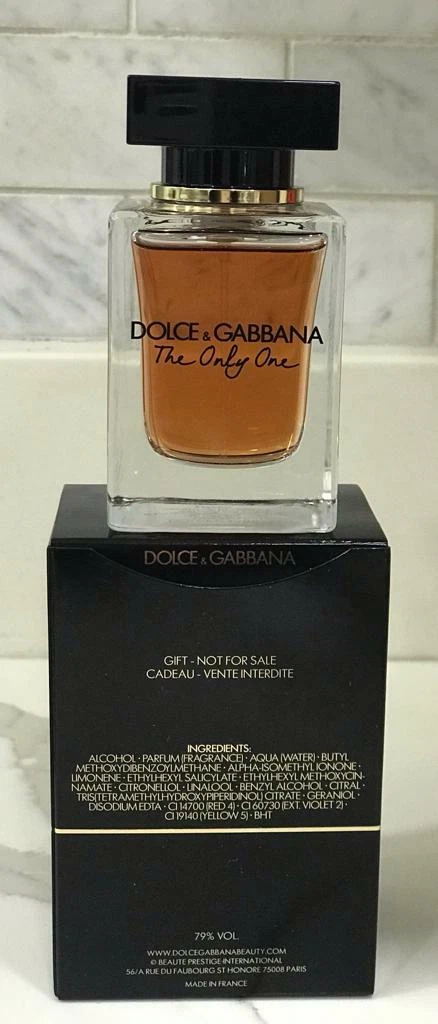 DOLCE & GABBANA
The Only One
DOLCE & GABBANA
GIFT - NOT FOR SALE
CADEAU - VENTE INTERDITE
INGREDIENTS:
ALCOHOL · PARFUM (FRAGRANCE) · AQUA (WATER) · BUTYL
METHOXYDIBENZOYLMETHANE · ALPHA-ISOMETHYL IONONE ·
LIMONENE · ETHYLHEXYL SALICYLATE · ETHYLHEXYL METHOXYCIN-
NAMATE · CITRONELLOL · LINALOOL · BENZYL ALCOHOL · CITRAL ·
TRIS(TETRAMETHYLHYDROXYPIPERIDINOL) CITRATE · GERANIOL ·
DISODIUM EDTA · CI 14700 (RED 4) · CI 60730 (EXT. VIOLET 2) ·
CI 19140 (YELLOW 5) · BHT
79% VOL.
WWW.DOLCEGABBANABEAUTY.COM
© BEAUTE PRESTIGE INTERNATIONAL
56/A RUE DU FAUBOURG ST HONORE 75008 PARIS
MADE IN FRANCE